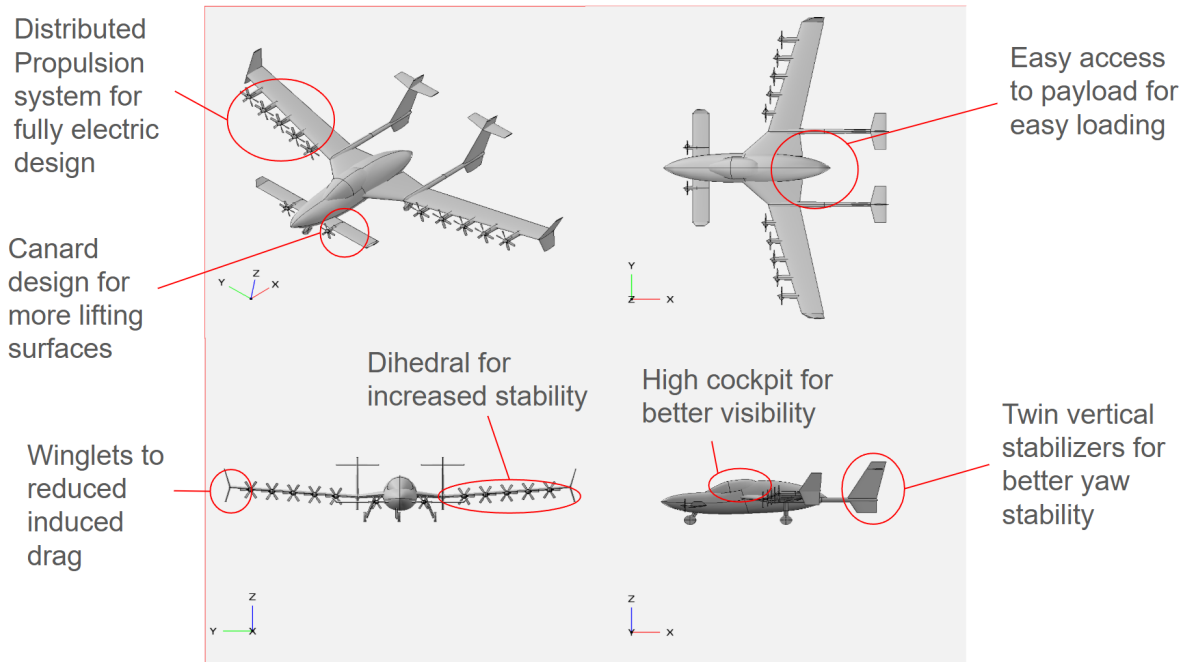 Distributed
Propulsion
system for
fully electric
design
Easy access
to payload for
easy loading
Canard
design for
more lifting
surfaces
Y
Z
X
Y
Z
X
Dihedral for
increased stability
High cockpit for
better visibility
Winglets to
reduced
induced
drag
Twin vertical
stabilizers for
better yaw
stability
Z
Y
X
Z
Y
X